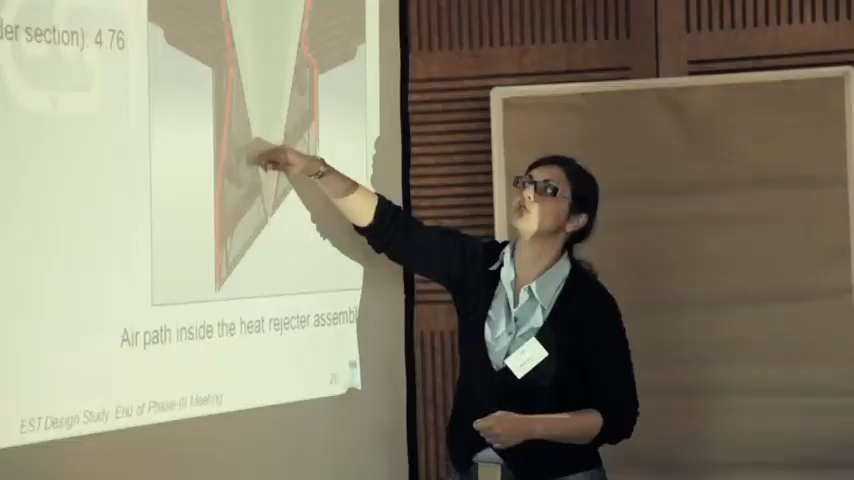 der section): 4.76
Air path inside the heat rejecter assembl
20
EST Design Study. End of Phase-III Meeting